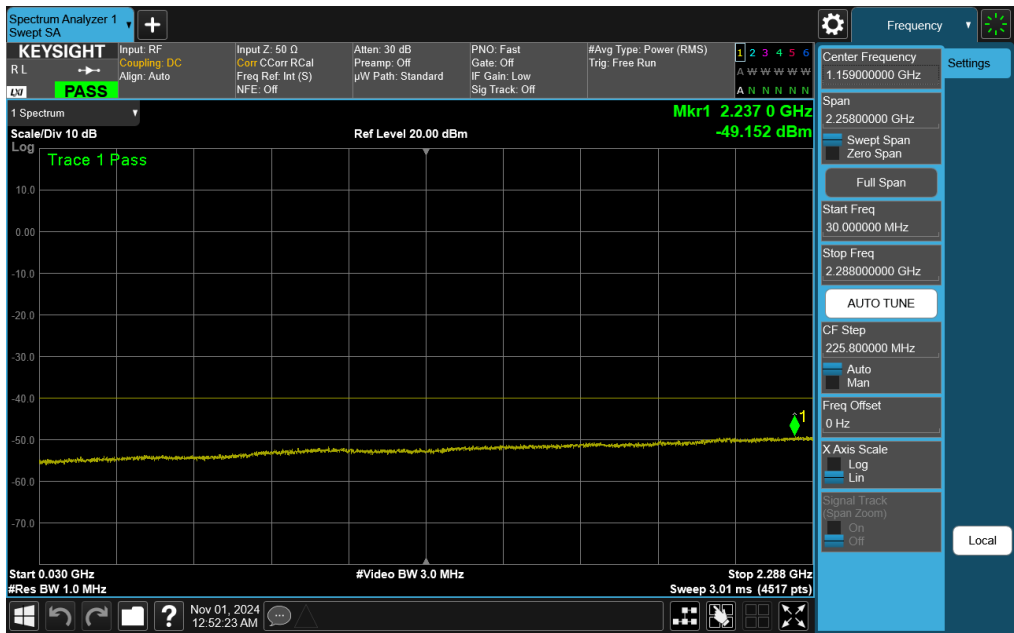 Spectrum Analyzer 1
Swept SA
Frequency
KEYSIGHT
R L
LXI
PASS
Input: RF
Coupling: DC
Align: Auto
Input Z: 50 Ω
Corr CCorr RCal
Freq Ref: Int (S)
NFE: Off
Atten: 30 dB
Preamp: Off
µW Path: Standard
PNO: Fast
Gate: Off
IF Gain: Low
Sig Track: Off
#Avg Type: Power (RMS)
Trig: Free Run
1 2 3 4 5 6
A W W W W W
A N N N N N
1 Spectrum
Scale/Div 10 dB
Log
Ref Level 20.00 dBm
Mkr1 2.237 0 GHz
-49.152 dBm
Trace 1 Pass
10.0
0.00
-10.0
-20.0
-30.0
-40.0
-50.0
-60.0
-70.0
1
Start 0.030 GHz
#Res BW 1.0 MHz
#Video BW 3.0 MHz
Stop 2.288 GHz
Sweep 3.01 ms (4517 pts)
Center Frequency
1.159000000 GHz
Settings
Span
2.25800000 GHz
Swept Span
Zero Span
Full Span
Start Freq
30.000000 MHz
Stop Freq
2.288000000 GHz
AUTO TUNE
CF Step
225.800000 MHz
Auto
Man
Freq Offset
0 Hz
X Axis Scale
Log
Lin
Signal Track
(Span Zoom)
On
Off
Local
?
Nov 01, 2024
12:52:23 AM